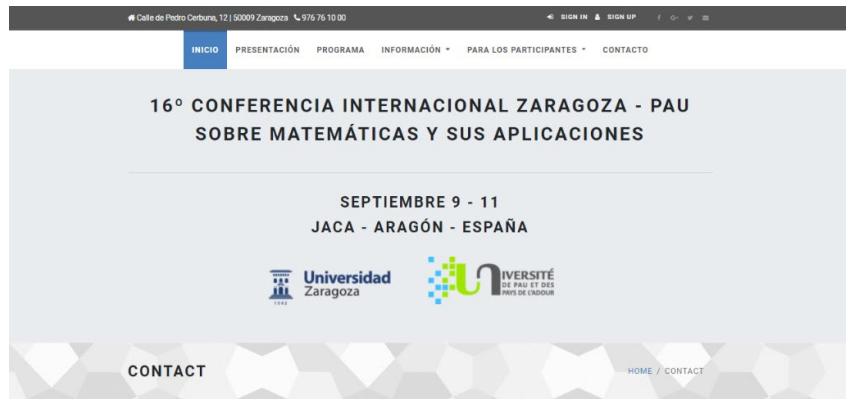 Calle de Pedro Cerbuna, 12 | 50009 Zaragoza 976 76 10 00 SIGN IN SIGN UP
INICIO PRESENTACIÓN PROGRAMA INFORMACIÓN PARA LOS PARTICIPANTES CONTACTO
16º CONFERENCIA INTERNACIONAL ZARAGOZA - PAU
SOBRE MATEMÁTICAS Y SUS APLICACIONES
SEPTIEMBRE 9 - 11
JACA - ARAGÓN - ESPAÑA
Universidad
Zaragoza
1542
UNIVERSITÉ
DE PAU ET DES
PAYS DE L'ADOUR
CONTACT HOME / CONTACT